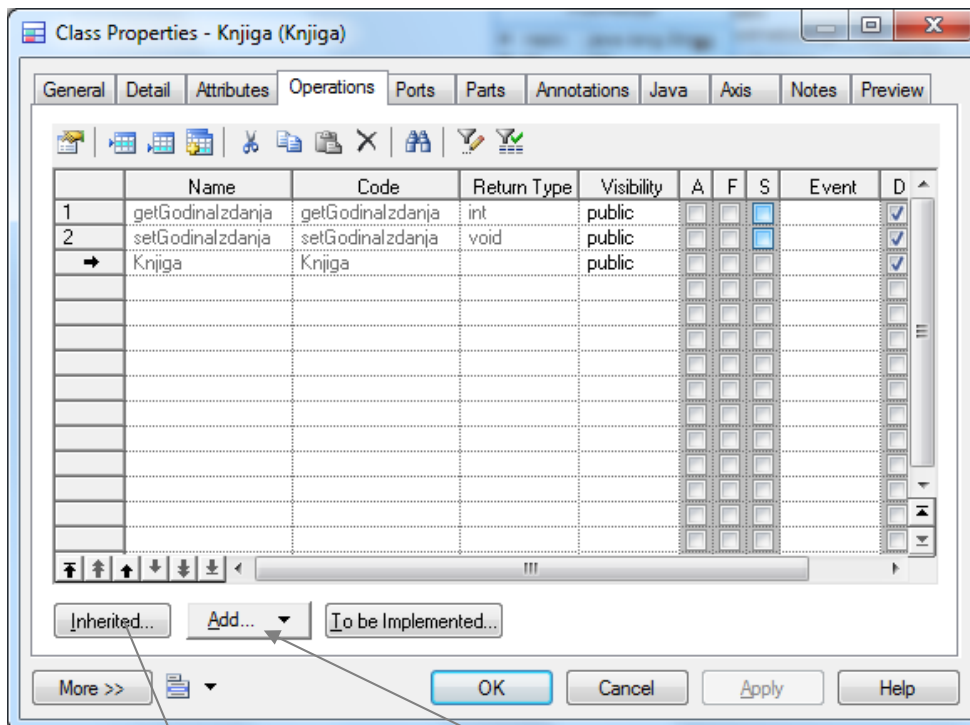 Class Properties - Knjiga (Knjiga)
General Detail Attributes Operations Ports Parts Annotations Java Axis Notes Preview
Name Code Return Type Visibility A F S Event D
1 getGodinaIzdanja getGodinaIzdanja int public
2 setGodinaIzdanja setGodinaIzdanja void public
Knjiga Knjiga public
Inherited... Add... To be Implemented...
More >> OK Cancel Apply Help